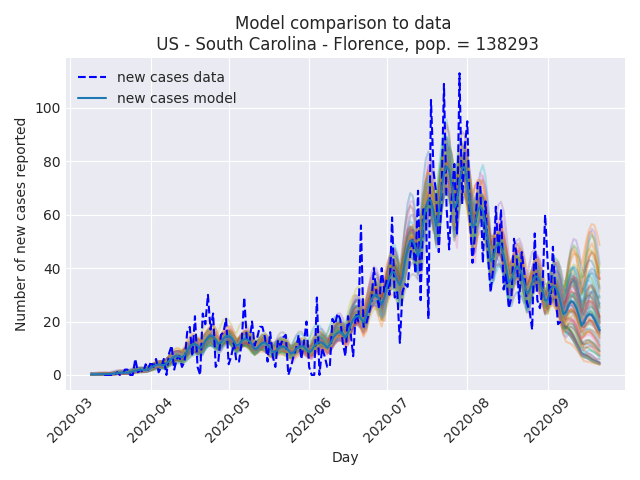 Model comparison to data
US - South Carolina - Florence, pop. = 138293
new cases data
new cases model
Number of new cases reported
100
80
60
40
20
0
2020-03
2020-04
2020-05
2020-06
2020-07
2020-08
2020-09
Day